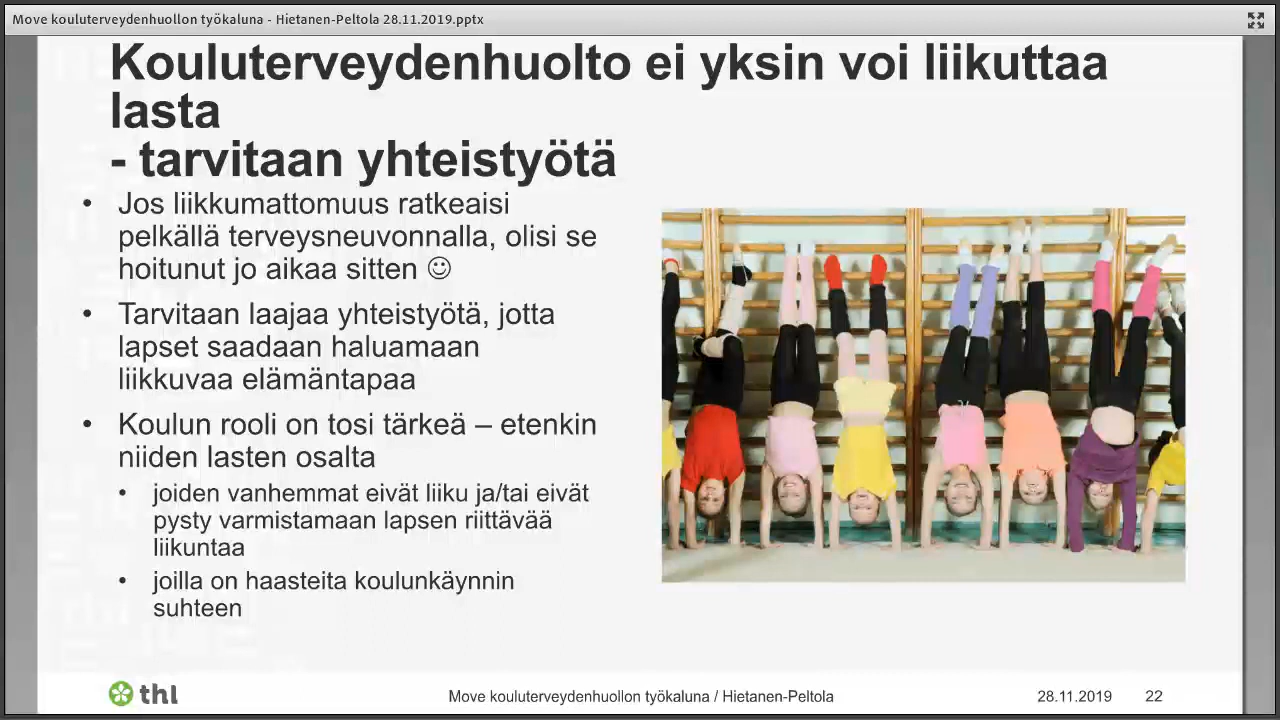 Move kouluterveydenhuollon työkaluna - Hietanen-Peltola 28.11.2019.pptx
Kouluterveydenhuolto ei yksin voi liikuttaa
lasta
- tarvitaan yhteistyötä
• Jos liikkumattomuus ratkeaisi
pelkällä terveysneuvonnalla, olisi se
hoitunut jo aikaa sitten ☺
• Tarvitaan laajaa yhteistyötä, jotta
lapset saadaan haluamaan
liikkuvaa elämäntapaa
• Koulun rooli on tosi tärkeä – etenkin
niiden lasten osalta
• joiden vanhemmat eivät liiku ja/tai eivät
pysty varmistamaan lapsen riittävää
liikuntaa
• joilla on haasteita koulunkäynnin
suhteen
thl
Move kouluterveydenhuollon työkaluna / Hietanen-Peltola
28.11.2019 22